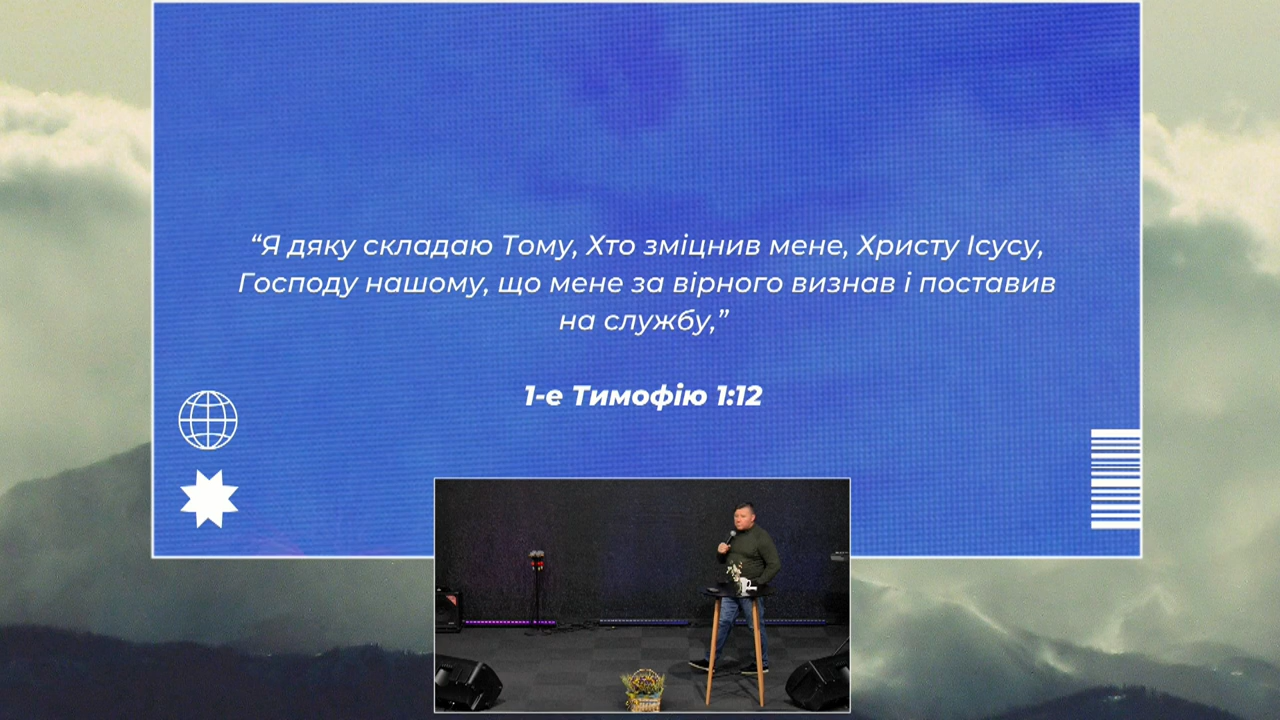 “Я дяку складаю Тому, Хто зміцнив мене, Христу Ісусу,
Господу нашому, що мене за вірного визнав і поставив
на службу,”
1-е Тимофію 1:12